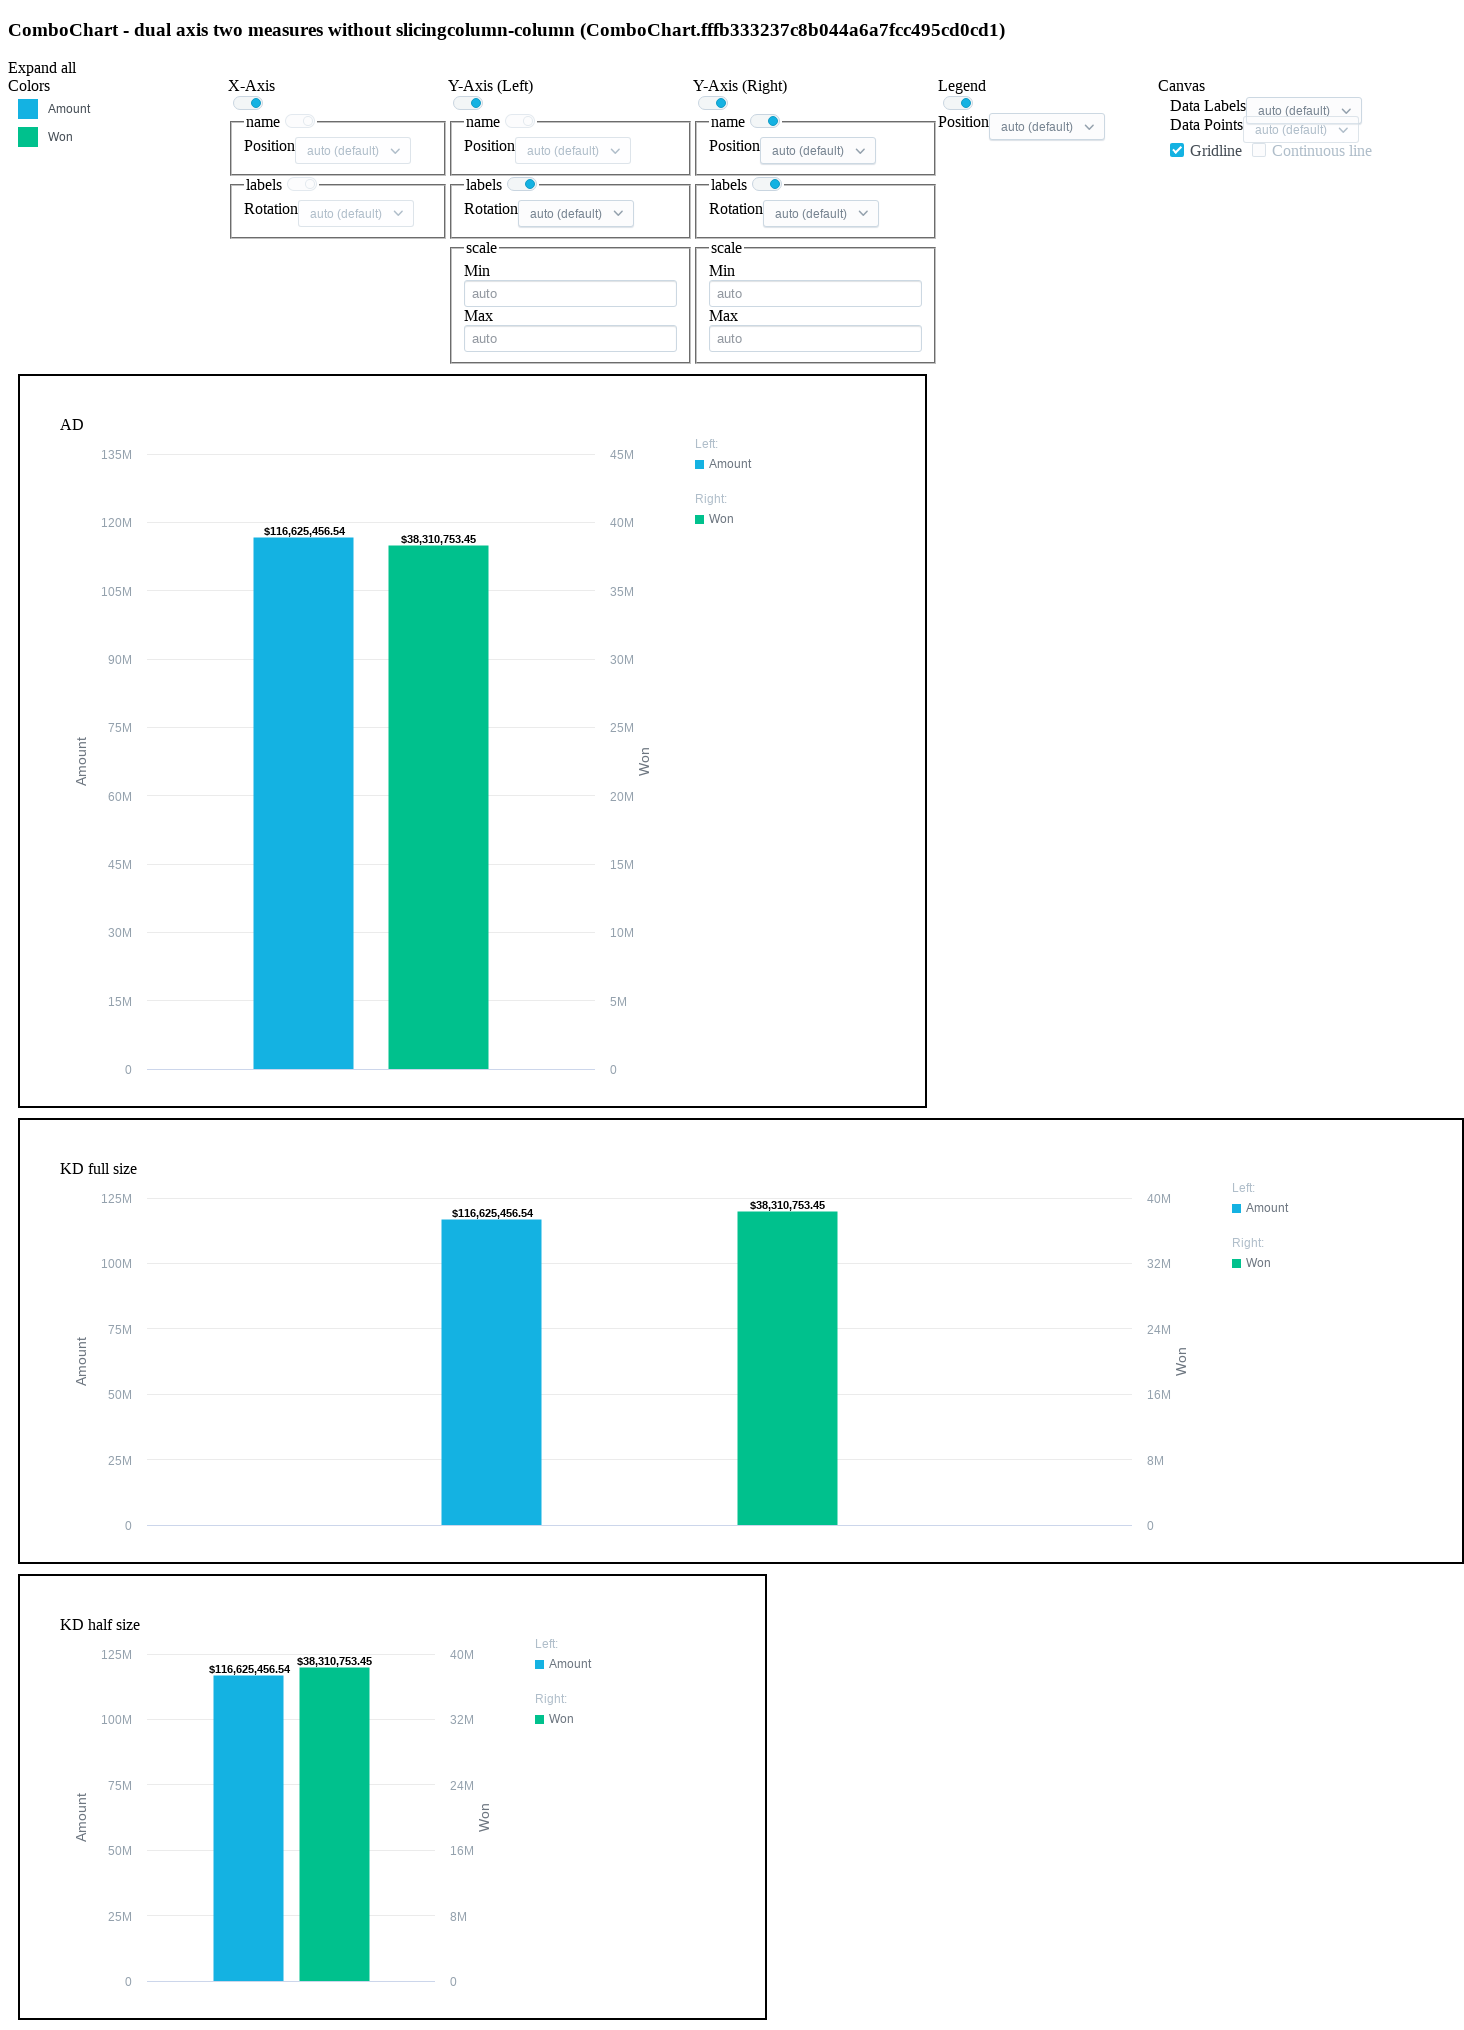 ComboChart - dual axis two measures without slicingcolumn-column (ComboChart.fffb333237c8b044a6a7fcc495cd0cd1)
Expand all
Colors
Amount
Won
X-Axis
name
Position auto (default)
labels
Rotation auto (default)
Y-Axis (Left)
name
Position auto (default)
labels
Rotation auto (default)
scale
Min
auto
Max
auto
Y-Axis (Right)
name
Position auto (default)
labels
Rotation auto (default)
scale
Min
auto
Max
auto
Legend
Position auto (default)
Canvas
Data Labels auto (default)
Data Points auto (default)
Gridline Continuous line
AD
135M
120M
105M
90M
75M
60M
45M
30M
15M
0
Amount
$116,625,456.54
$38,310,753.45
45M
40M
35M
30M
25M
20M
15M
10M
5M
0
Won
Left:
Amount
Right:
Won
KD full size
125M
100M
75M
50M
25M
0
Amount
$116,625,456.54
$38,310,753.45
40M
32M
24M
16M
8M
0
Won
Left:
Amount
Right:
Won
KD half size
125M
100M
75M
50M
25M
0
Amount
$116,625,456.54
$38,310,753.45
40M
32M
24M
16M
8M
0
Won
Left:
Amount
Right:
Won